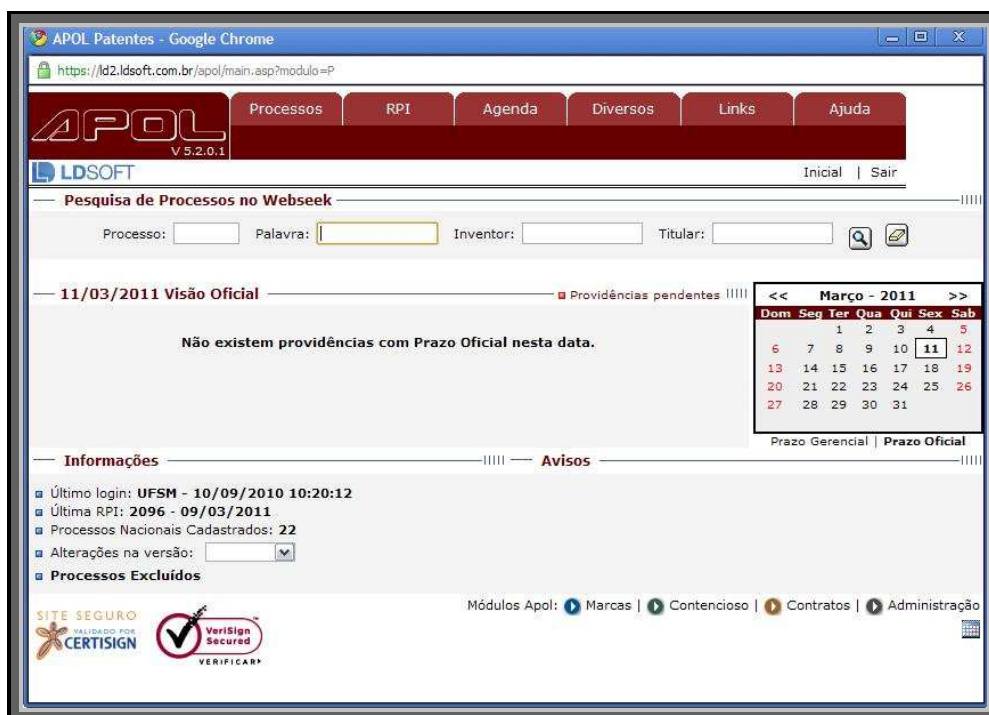 APOL Patentes - Google Chrome
https://ld2.ldsoft.com.br/apol/main.asp?modulo=P
Processos RPI Agenda Diversos Links Ajuda
APOL
V 5.2.0.1
LDSOFT
Inicial | Sair
Pesquisa de Processos no Webseek
Processo: Palavra: Inventor: Titular:
11/03/2011 Visão Oficial
Providências pendentes
Não existem providências com Prazo Oficial nesta data.
<< Março - 2011 >>
Dom Seg Ter Qua Qui Sex Sab
1 2 3 4 5
6 7 8 9 10 11 12
13 14 15 16 17 18 19
20 21 22 23 24 25 26
27 28 29 30 31
Prazo Gerencial | Prazo Oficial
Informações
Avisos
Último login: UFSM - 10/09/2010 10:20:12
Última RPI: 2096 - 09/03/2011
Processos Nacionais Cadastrados: 22
Alterações na versão:
Processos Excluídos
Módulos Apol: Marcas | Contencioso | Contratos | Administração
SITE SEGURO
VALIDADO POR
CERTISIGN
VeriSign
Secured
VERIFICAR